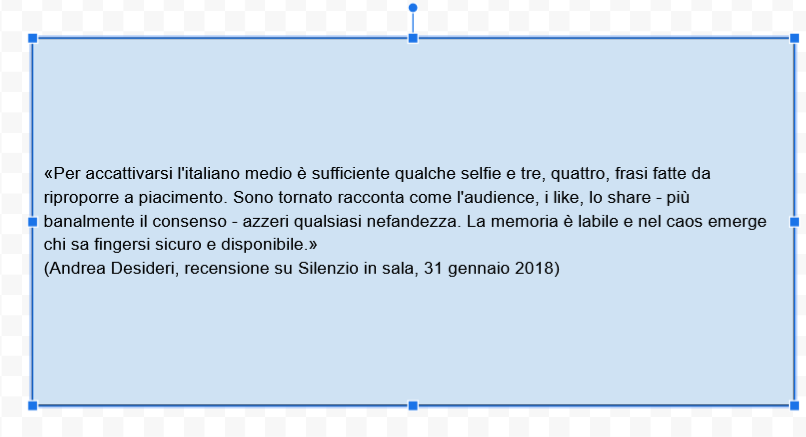 «Per accattivarsi l'italiano medio è sufficiente qualche selfie e tre, quattro, frasi fatte da
riproporre a piacimento. Sono tornato racconta come l'audience, i like, lo share - più
banalmente il consenso - azzeri qualsiasi nefandezza. La memoria è labile e nel caos emerge
chi sa fingersi sicuro e disponibile.»
(Andrea Desideri, recensione su Silenzio in sala, 31 gennaio 2018)